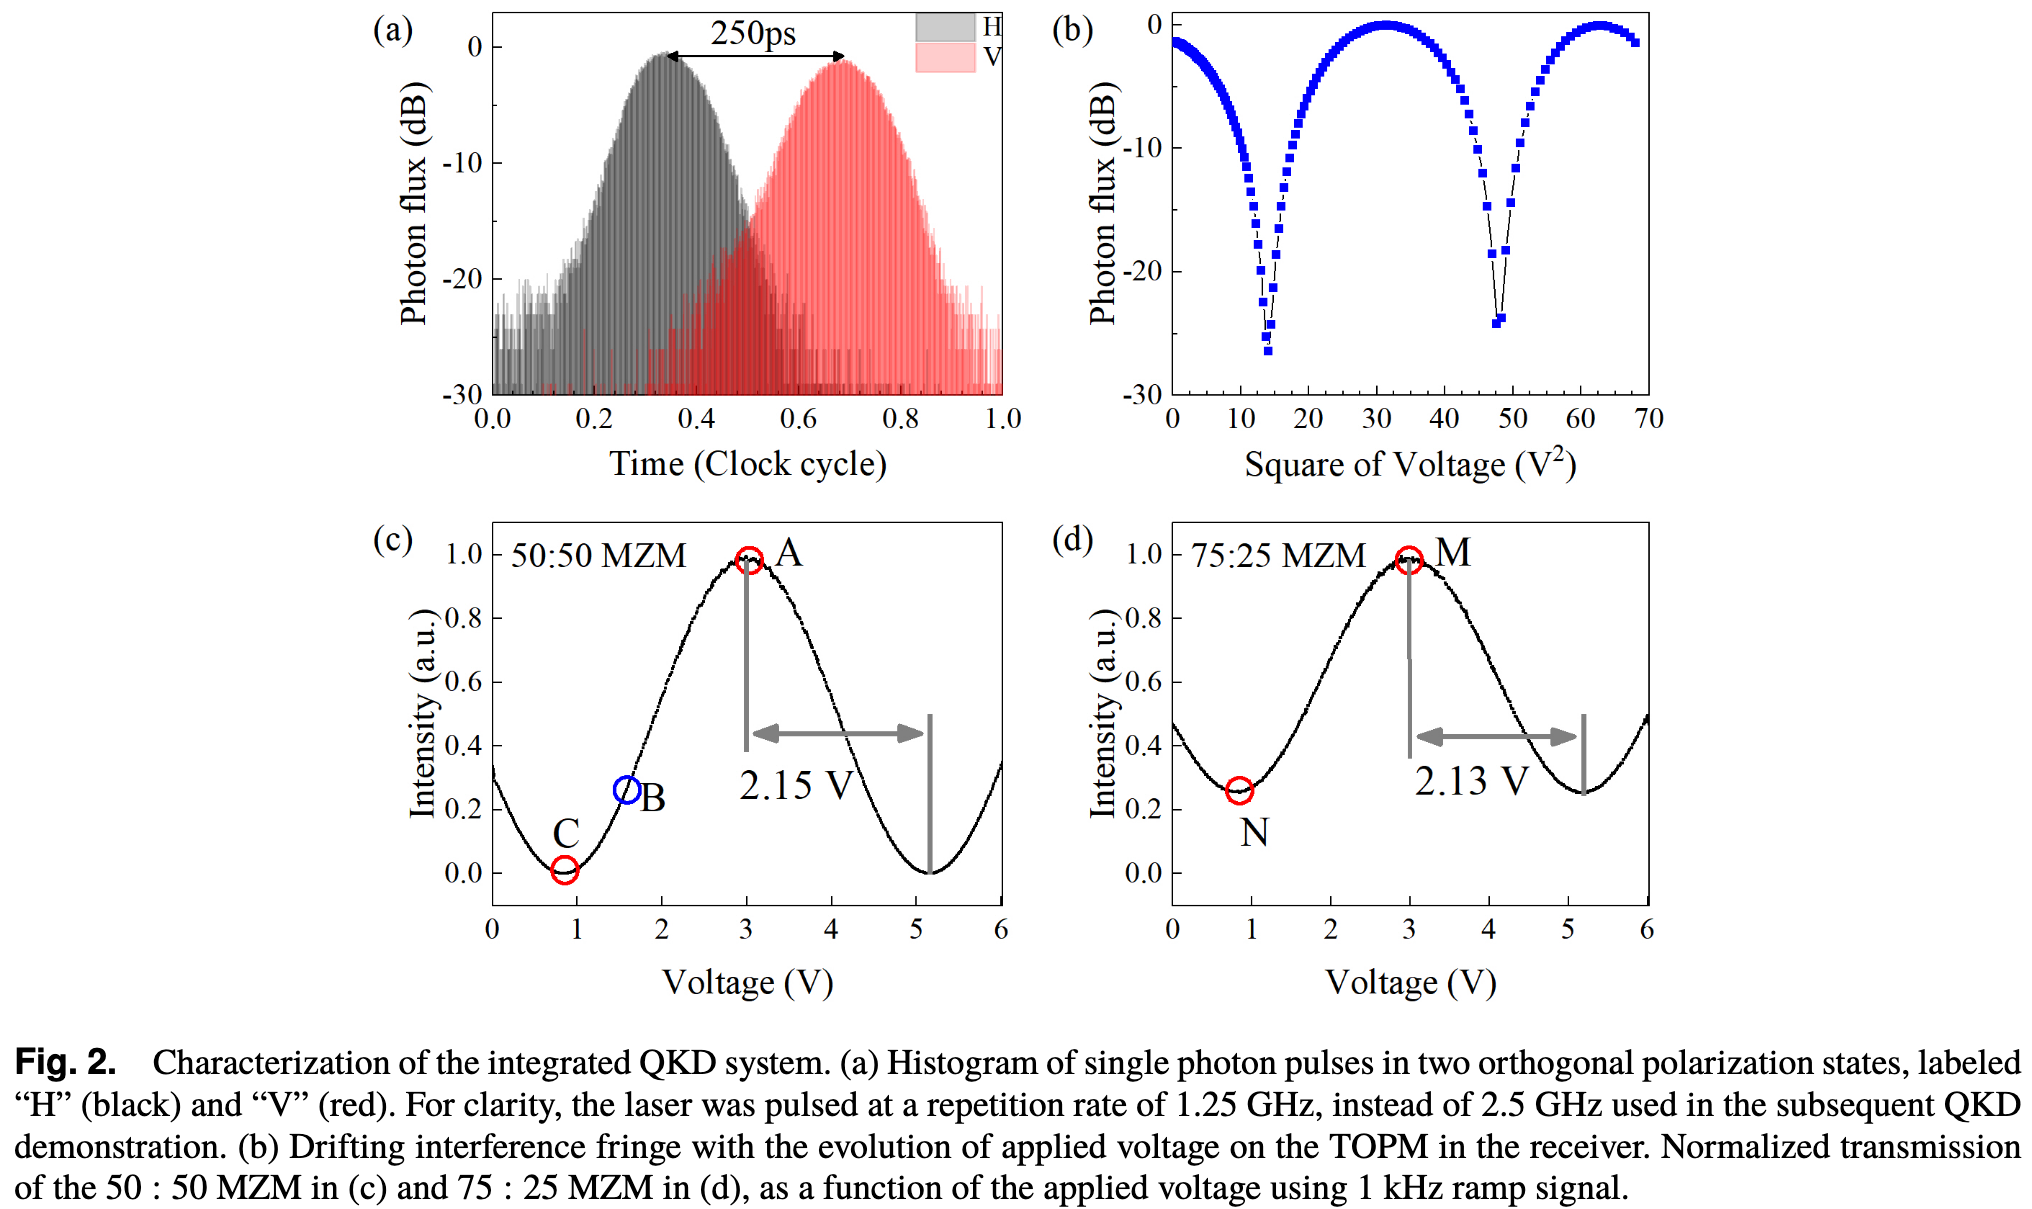 (a)
250ps
H
V
0
-10
-20
-30
Photon flux (dB)
0.0 0.2 0.4 0.6 0.8 1.0
Time (Clock cycle)
(b)
0
-10
-20
-30
Photon flux (dB)
0 10 20 30 40 50 60 70
Square of Voltage (V²)
(c)
50:50 MZM
A
B
C
2.15 V
1.0
0.8
0.6
0.4
0.2
0.0
Intensity (a.u.)
0 1 2 3 4 5 6
Voltage (V)
(d)
75:25 MZM
M
N
2.13 V
1.0
0.8
0.6
0.4
0.2
0.0
Intensity (a.u.)
0 1 2 3 4 5 6
Voltage (V)
Fig. 2. Characterization of the integrated QKD system. (a) Histogram of single photon pulses in two orthogonal polarization states, labeled
“H” (black) and “V” (red). For clarity, the laser was pulsed at a repetition rate of 1.25 GHz, instead of 2.5 GHz used in the subsequent QKD
demonstration. (b) Drifting interference fringe with the evolution of applied voltage on the TOPM in the receiver. Normalized transmission
of the 50 : 50 MZM in (c) and 75 : 25 MZM in (d), as a function of the applied voltage using 1 kHz ramp signal.